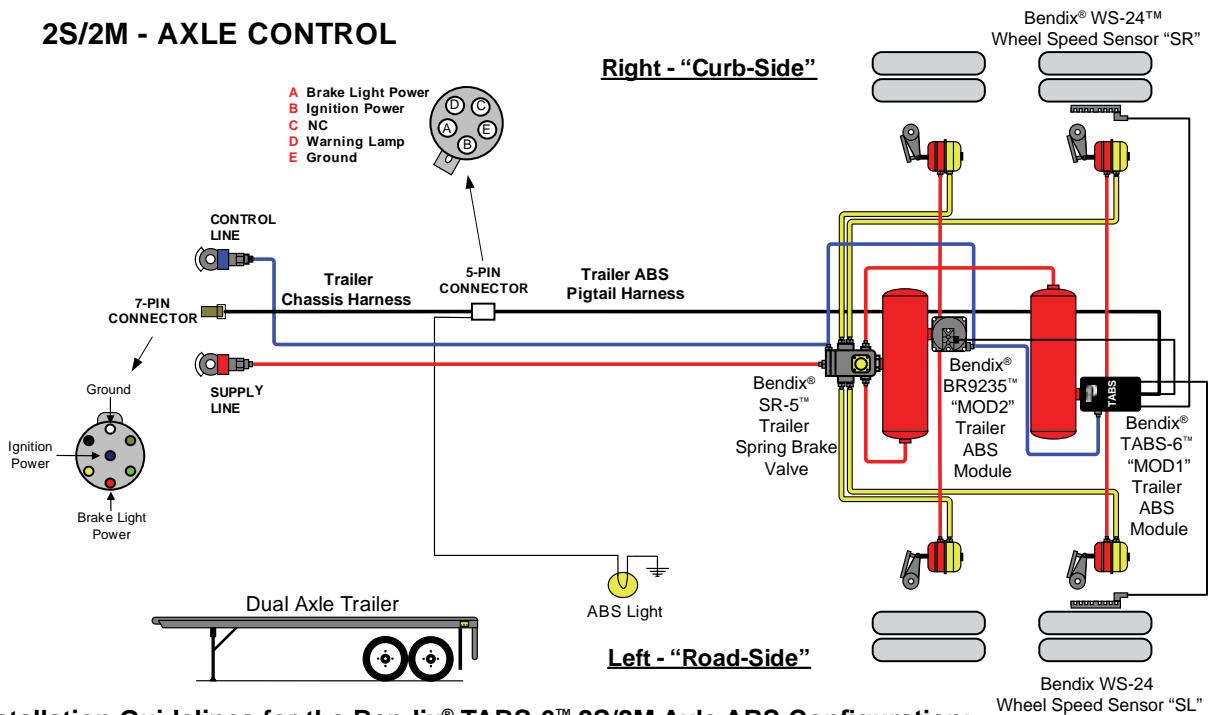 2S/2M - AXLE CONTROL
Bendix® WS-24™
Wheel Speed Sensor “SR”
Right - “Curb-Side”
A Brake Light Power
B Ignition Power
C NC
D Warning Lamp
E Ground
D
C
A
E
B
CONTROL
LINE
Trailer
Chassis Harness
5-PIN
CONNECTOR
Trailer ABS
Pigtail Harness
7-PIN
CONNECTOR
SUPPLY
LINE
Ground
Ignition
Power
Brake Light
Power
Bendix®
SR-5™
Trailer
Spring Brake
Valve
Bendix®
BR9235™
“MOD2”
Trailer
ABS
Module
TABS
Bendix®
TABS-6™
“MOD1”
Trailer
ABS
Module
ABS Light
Dual Axle Trailer
Left - “Road-Side”
Bendix WS-24
Wheel Speed Sensor “SL”